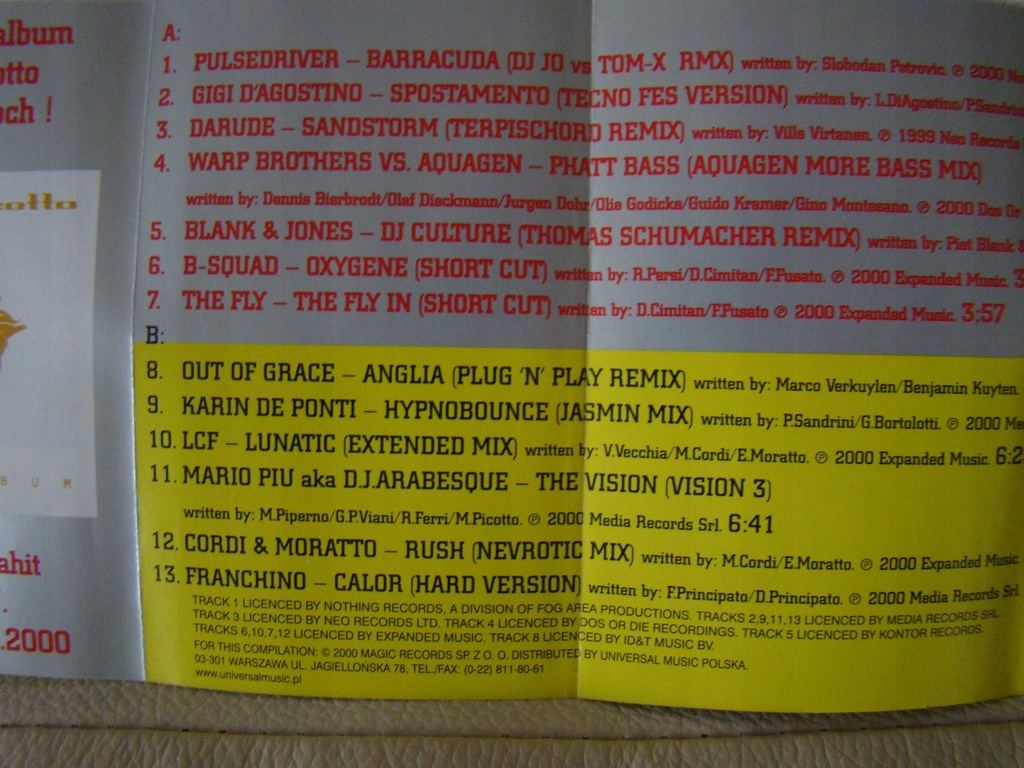 album
otto
och !
cotto
B U M
ahit
.2000
A:
1. PULSEDRIVER – BARRACUDA (DJ JO vs TOM-X RMX) written by: Slobodan Petrovic. ℗ 2000
2. GIGI D'AGOSTINO – SPOSTAMENTO (TECNO FES VERSION) written by: L.DiAgostino/P.Sandrini
3. DARUDE – SANDSTORM (TERPISCHORD REMIX) written by: Ville Virtanen. ℗ 1999 Neo Records
4. WARP BROTHERS VS. AQUAGEN – PHATT BASS (AQUAGEN MORE BASS MIX)
written by: Dennis Bierbrodt/Olaf Dieckmann/Jurgen Dohr/Olie Godicke/Guido Kramer/Gino Montesano. ℗ 2000 Dos Or
5. BLANK & JONES – DJ CULTURE (THOMAS SCHUMACHER REMIX) written by: Piet Blank
6. B-SQUAD – OXYGENE (SHORT CUT) written by: R.Persi/D.Cimitan/F.Pusato. ℗ 2000 Expanded Music. 3
7. THE FLY – THE FLY IN (SHORT CUT) written by: D.Cimitan/F.Pusato ℗ 2000 Expanded Music. 3:57
B:
8. OUT OF GRACE – ANGLIA (PLUG 'N' PLAY REMIX) written by: Marco Verkuylen/Benjamin Kuyten.
9. KARIN DE PONTI – HYPNOBOUNCE (JASMIN MIX) written by: P.Sandrini/G.Bortolotti. ℗ 2000 Me
10. LCF – LUNATIC (EXTENDED MIX) written by: V.Vecchia/M.Cordi/E.Moratto. ℗ 2000 Expanded Music. 6:2
11. MARIO PIU aka D.J.ARABESQUE – THE VISION (VISION 3)
written by: M.Piperno/G.P.Viani/R.Ferri/M.Picotto. ℗ 2000 Media Records Srl. 6:41
12. CORDI & MORATTO – RUSH (NEVROTIC MIX) written by: M.Cordi/E.Moratto. ℗ 2000 Expanded Music
13. FRANCHINO – CALOR (HARD VERSION) written by: F.Principato/D.Principato. ℗ 2000 Media Records Srl
TRACK 1 LICENCED BY NOTHING RECORDS, A DIVISION OF FOG AREA PRODUCTIONS. TRACKS 2,9,11,13 LICENCED BY MEDIA RECORDS SRL.
TRACK 3 LICENCED BY NEO RECORDS LTD. TRACK 4 LICENCED BY DOS OR DIE RECORDINGS. TRACK 5 LICENCED BY KONTOR RECORDS.
TRACKS 6,10,7,12 LICENCED BY EXPANDED MUSIC. TRACK 8 LICENCED BY ID&T MUSIC BV.
FOR THIS COMPILATION: © 2000 MAGIC RECORDS SP. Z O. O. DISTRIBUTED BY UNIVERSAL MUSIC POLSKA.
03-301 WARSZAWA UL. JAGIELLOŃSKA 78, TEL./FAX: (0-22) 811-80-61
www.universalmusic.pl